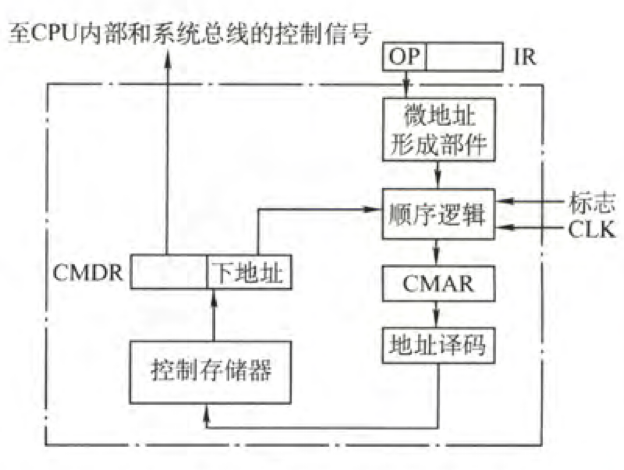 至CPU内部和系统总线的控制信号
OP
IR
微地址
形成部件
顺序逻辑
标志
CLK
CMDR
下地址
CMAR
控制存储器
地址译码